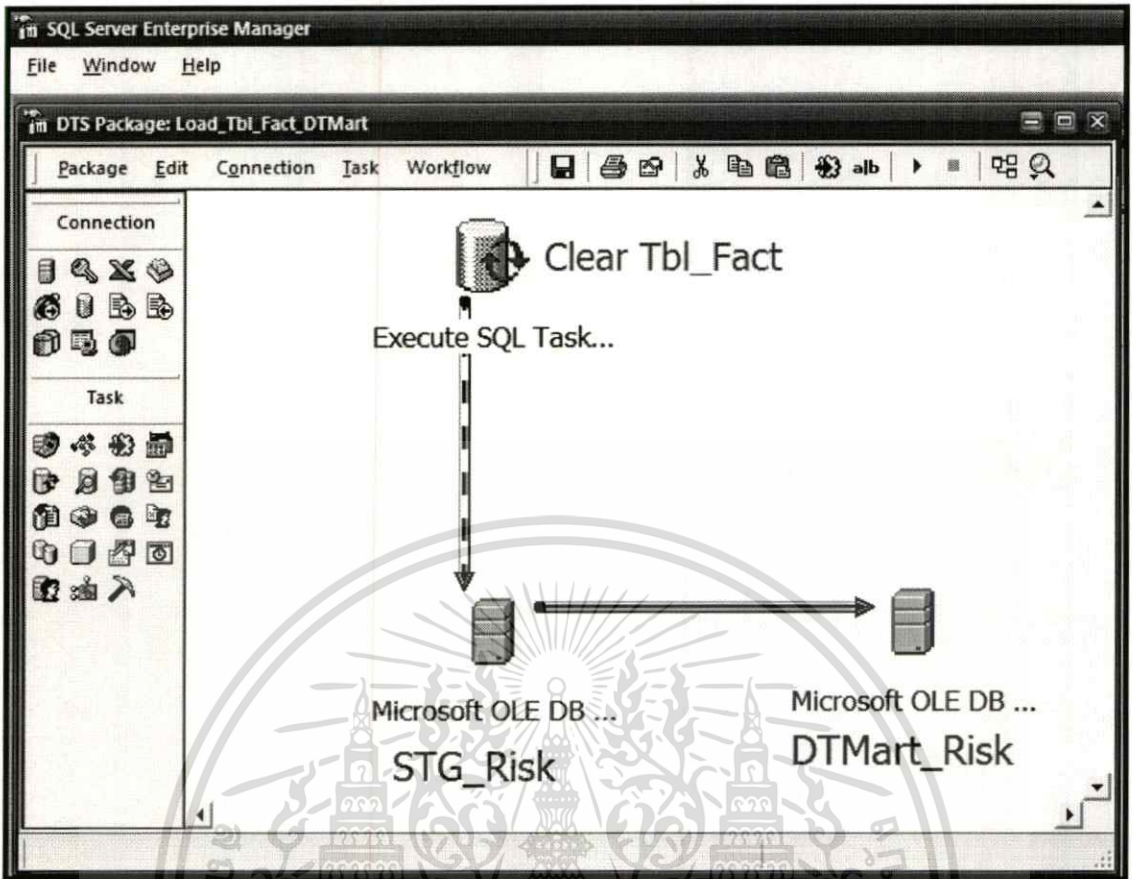 SQL Server Enterprise Manager
File Window Help
DTS Package: Load_Tbl_Fact_DTMart
Package Edit Connection Task Workflow a|b
Connection
Task
Clear Tbl_Fact
Execute SQL Task...
Microsoft OLE DB ...
STG_Risk
Microsoft OLE DB ...
DTMart_Risk